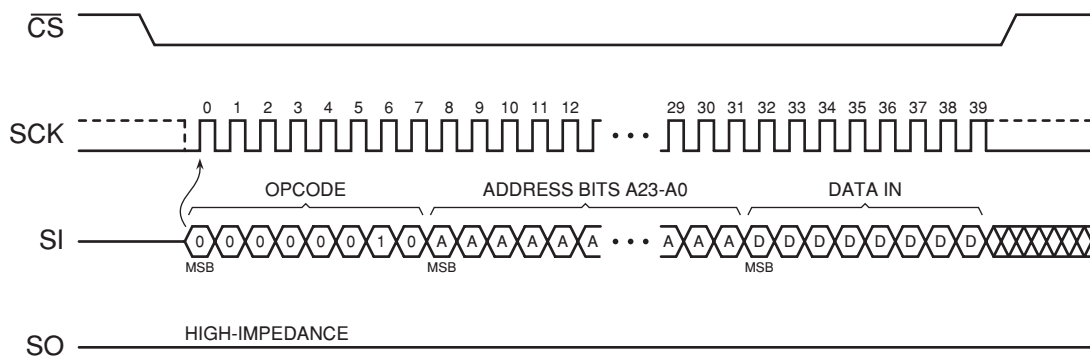 CS
SCK
0 1 2 3 4 5 6 7 8 9 10 11 12 29 30 31 32 33 34 35 36 37 38 39
OPCODE ADDRESS BITS A23-A0 DATA IN
SI
0 0 0 0 0 0 1 0 A A A A A A A A A D D D D D D D D
MSB MSB MSB
HIGH-IMPEDANCE
SO